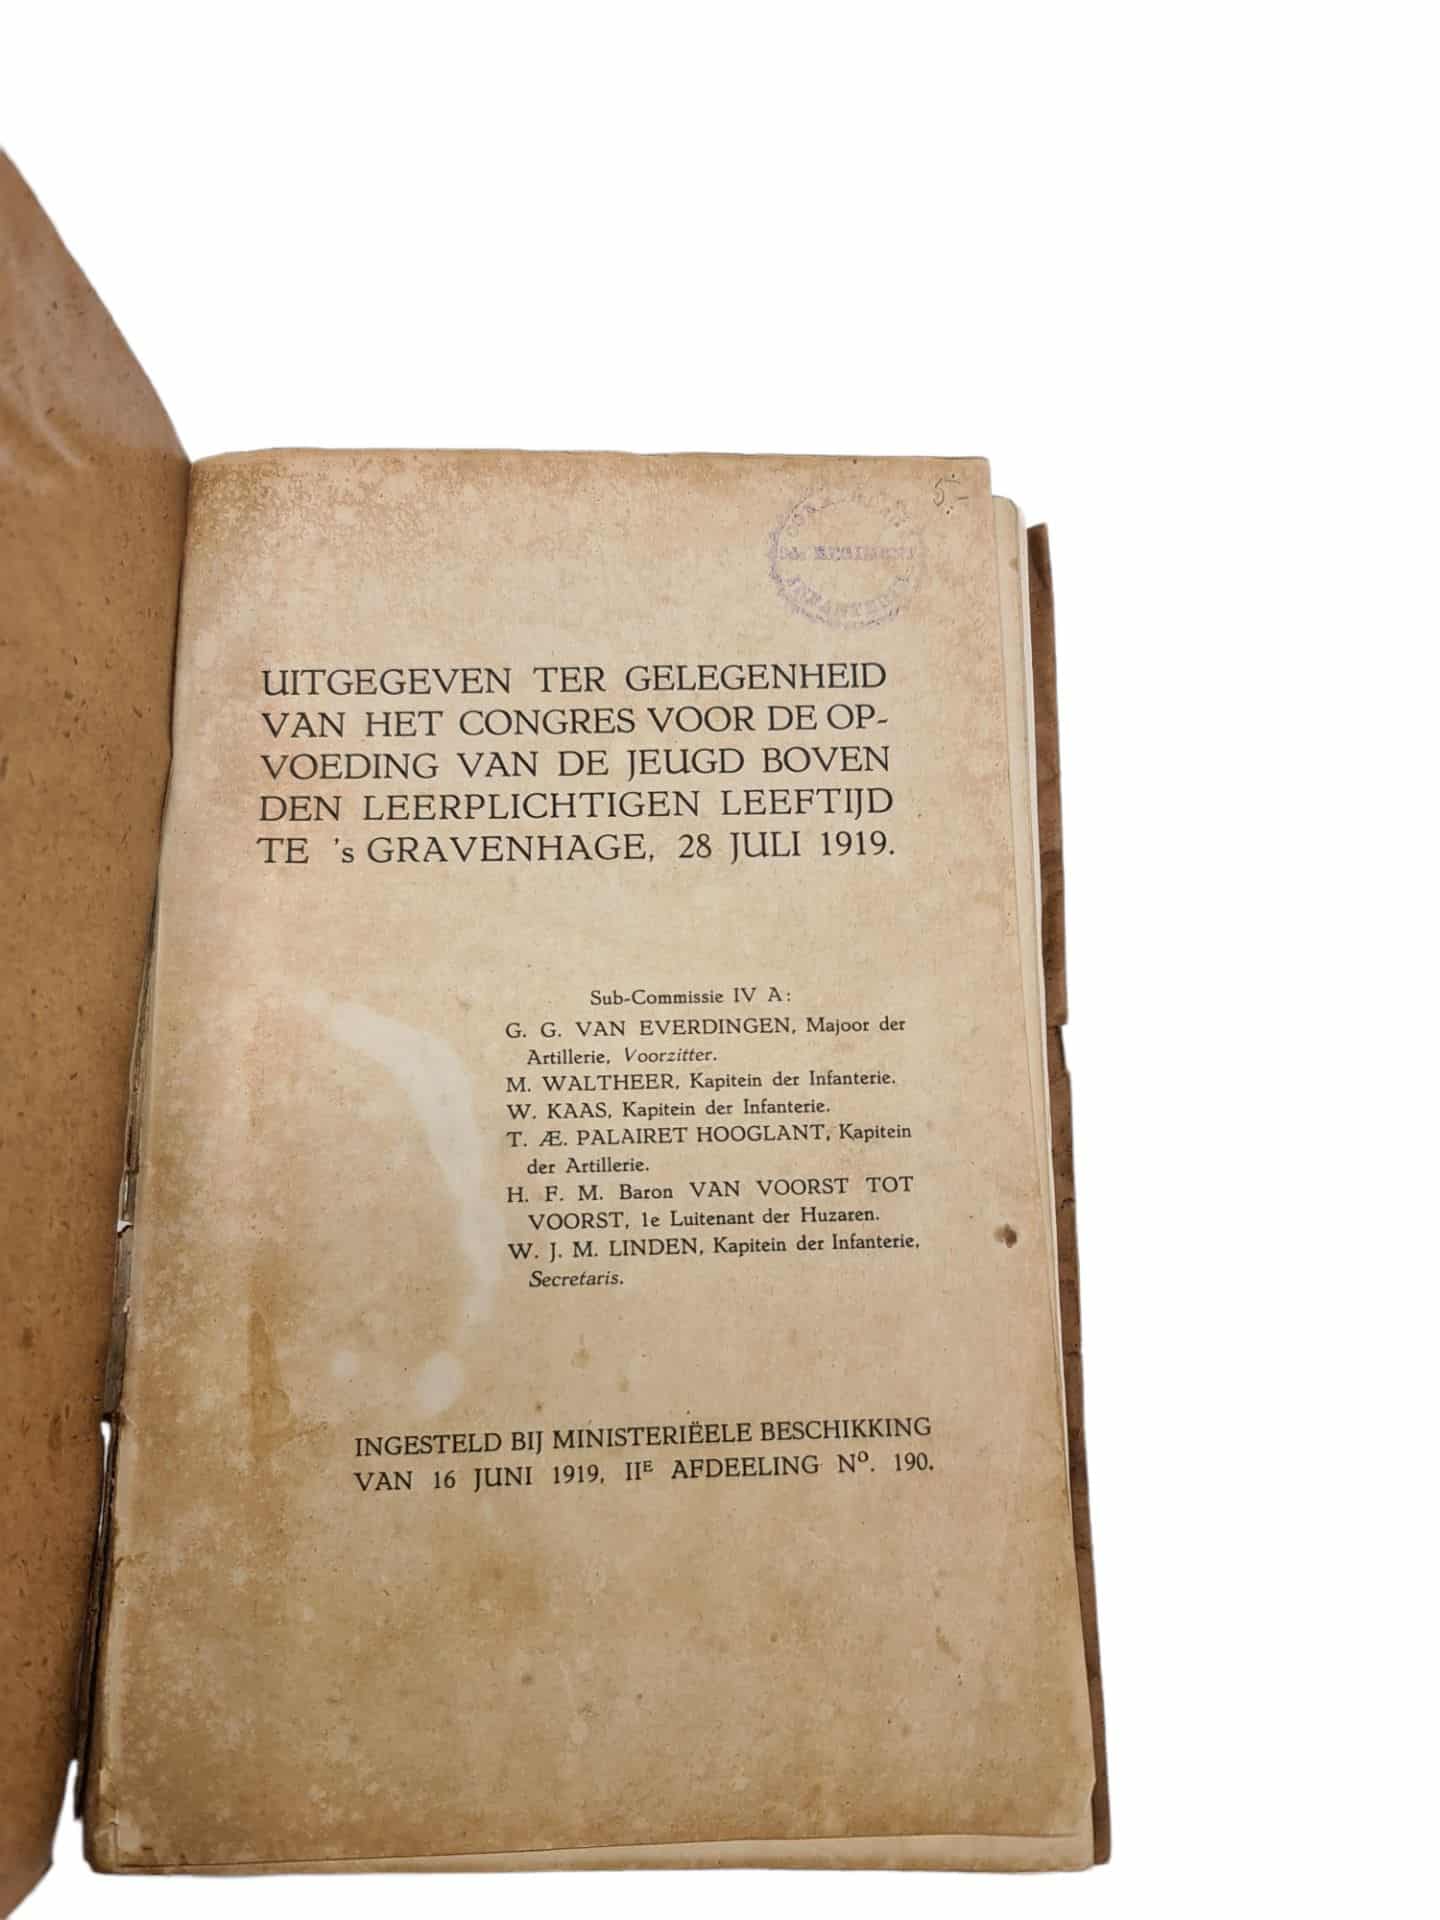 5.-
REGIMENT
INFANTERIE
UITGEGEVEN TER GELEGENHEID
VAN HET CONGRES VOOR DE OP-
VOEDING VAN DE JEUGD BOVEN
DEN LEERPLICHTIGEN LEEFTIJD
TE 's GRAVENHAGE, 28 JULI 1919.
Sub-Commissie IV A:
G. G. VAN EVERDINGEN, Majoor der
Artillerie, Voorzitter.
M. WALTHEER, Kapitein der Infanterie.
W. KAAS, Kapitein der Infanterie.
T. Æ. PALAIRET HOOGLANT, Kapitein
der Artillerie.
H. F. M. Baron VAN VOORST TOT
VOORST, 1e Luitenant der Huzaren.
W. J. M. LINDEN, Kapitein der Infanterie,
Secretaris.
INGESTELD BIJ MINISTERIËELE BESCHIKKING
VAN 16 JUNI 1919, IIE AFDEELING No. 190.